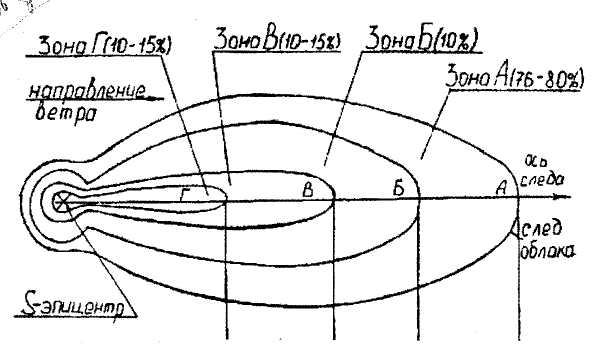 Зона Г(10-15%)
Зона В(10-15%)
Зона Б(10%)
Зона А(76-80%)
направление
ветра
ось
следа
Г
В
Б
А
след
облака
S-эпицентр